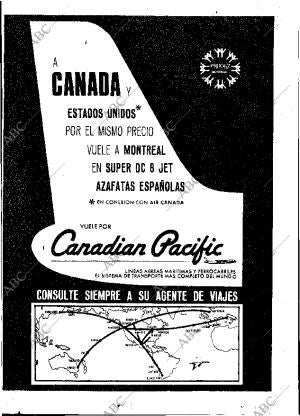 A
CANADA Y
ESTADOS UNIDOS*
POR EL MISMO PRECIO
VUELE A MONTREAL
EN SUPER DC 8 JET
AZAFATAS ESPAÑOLAS
* EN CONEXION CON AIR CANADA
VUELE POR
Canadian Pacific
LINEAS AEREAS MARITIMAS Y FERROCARRILES
EL SISTEMA DE TRANSPORTE MAS COMPLETO DEL MUNDO
CONSULTE SIEMPRE A SU AGENTE DE VIAJES